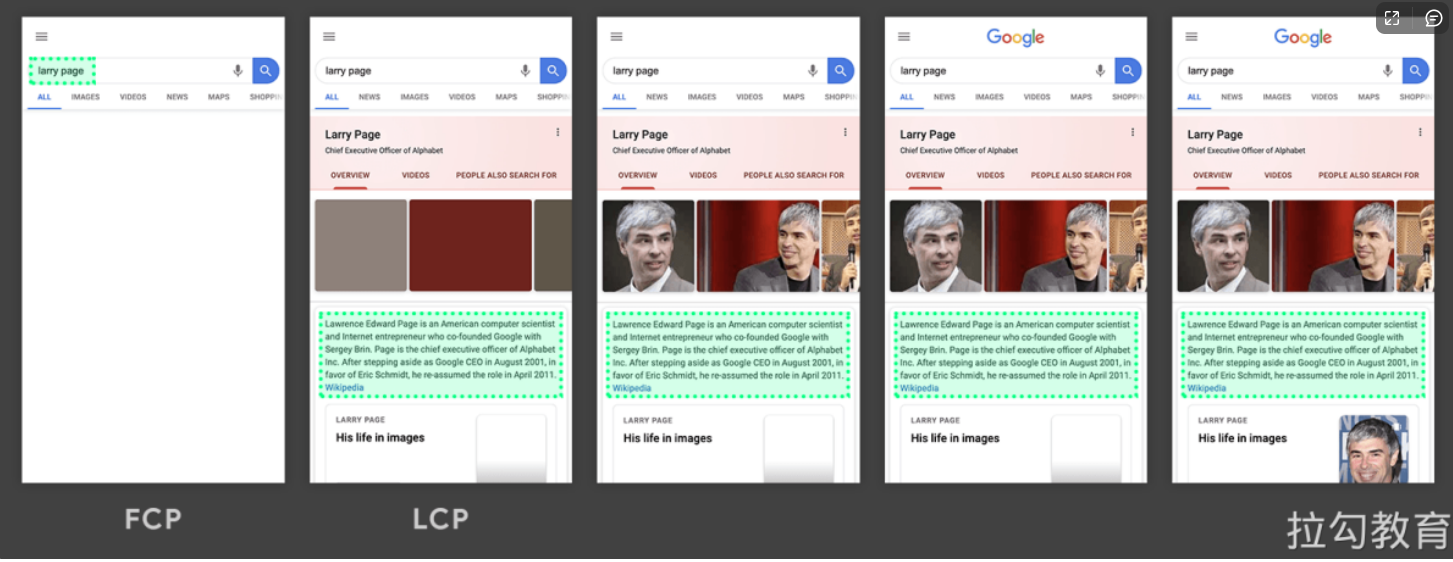 larry page
ALL IMAGES VIDEOS NEWS MAPS SHOPPIN
FCP
larry page
ALL NEWS IMAGES VIDEOS MAPS SHOPPIN
Larry Page
Chief Executive Officer of Alphabet
OVERVIEW VIDEOS PEOPLE ALSO SEARCH FOR
Lawrence Edward Page is an American computer scientist
and Internet entrepreneur who co-founded Google with
Sergey Brin. Page is the chief executive officer of Alphabet
Inc. After stepping aside as Google CEO in August 2001, in
favor of Eric Schmidt, he re-assumed the role in April 2011.
Wikipedia
LARRY PAGE
His life in images
LCP
larry page
ALL NEWS IMAGES VIDEOS MAPS SHOPPIN
Larry Page
Chief Executive Officer of Alphabet
OVERVIEW VIDEOS PEOPLE ALSO SEARCH FOR
Lawrence Edward Page is an American computer scientist
and Internet entrepreneur who co-founded Google with
Sergey Brin. Page is the chief executive officer of Alphabet
Inc. After stepping aside as Google CEO in August 2001, in
favor of Eric Schmidt, he re-assumed the role in April 2011.
Wikipedia
LARRY PAGE
His life in images
Google
larry page
ALL NEWS IMAGES VIDEOS MAPS SHOPPIN
Larry Page
Chief Executive Officer of Alphabet
OVERVIEW VIDEOS PEOPLE ALSO SEARCH FOR
Lawrence Edward Page is an American computer scientist
and Internet entrepreneur who co-founded Google with
Sergey Brin. Page is the chief executive officer of Alphabet
Inc. After stepping aside as Google CEO in August 2001, in
favor of Eric Schmidt, he re-assumed the role in April 2011.
Wikipedia
LARRY PAGE
His life in images
Google
larry page
ALL NEWS IMAGES VIDEOS MAPS SHOPPIN
Larry Page
Chief Executive Officer of Alphabet
OVERVIEW VIDEOS PEOPLE ALSO SEARCH FOR
Lawrence Edward Page is an American computer scientist
and Internet entrepreneur who co-founded Google with
Sergey Brin. Page is the chief executive officer of Alphabet
Inc. After stepping aside as Google CEO in August 2001, in
favor of Eric Schmidt, he re-assumed the role in April 2011.
Wikipedia
LARRY PAGE
His life in images
拉勾教育